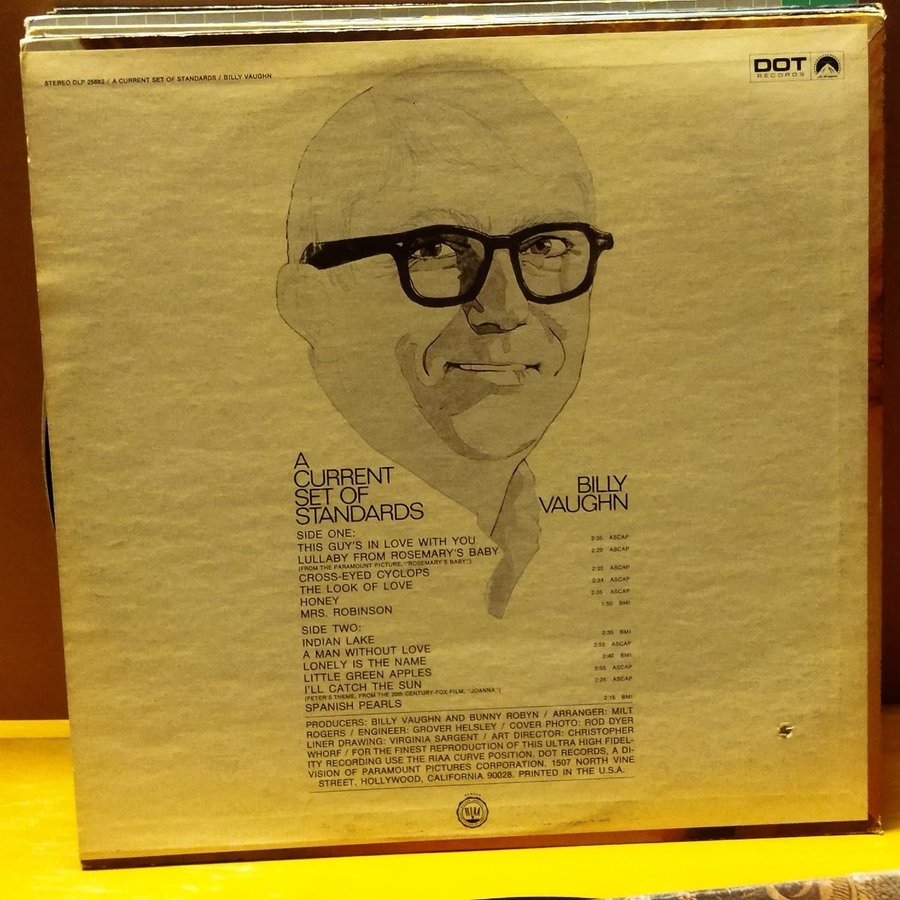 STEREO DLP 25882 / A CURRENT SET OF STANDARDS / BILLY VAUGHN
DOT
RECORDS
A
CURRENT
SET OF
STANDARDS
BILLY
VAUGHN
SIDE ONE:
THIS GUY'S IN LOVE WITH YOU 2:35 ASCAP
LULLABY FROM ROSEMARY'S BABY 2:20 ASCAP
(FROM THE PARAMOUNT PICTURE, "ROSEMARY'S BABY")
CROSS-EYED CYCLOPS 2:22 ASCAP
THE LOOK OF LOVE 2:24 ASCAP
HONEY 2:35 ASCAP
MRS. ROBINSON 1:50 BMI
SIDE TWO:
INDIAN LAKE 2:35 BMI
A MAN WITHOUT LOVE 2:52 ASCAP
LONELY IS THE NAME 2:40 BMI
LITTLE GREEN APPLES 2:55 ASCAP
I'LL CATCH THE SUN 2:25 ASCAP
(PETER'S THEME, FROM THE 20th CENTURY-FOX FILM, "JOANNA")
SPANISH PEARLS 2:15 BMI
PRODUCERS: BILLY VAUGHN AND BUNNY ROBYN / ARRANGER: MILT
ROGERS / ENGINEER: GROVER HELSLEY / COVER PHOTO: ROD DYER
LINER DRAWING: VIRGINIA SARGENT / ART DIRECTOR: CHRISTOPHER
WHORF / FOR THE FINEST REPRODUCTION OF THIS ULTRA HIGH FIDEL-
ITY RECORDING USE THE RIAA CURVE POSITION. DOT RECORDS, A DI-
VISION OF PARAMOUNT PICTURES CORPORATION, 1507 NORTH VINE
STREET, HOLLYWOOD, CALIFORNIA 90028. PRINTED IN THE U.S.A.
RIAA